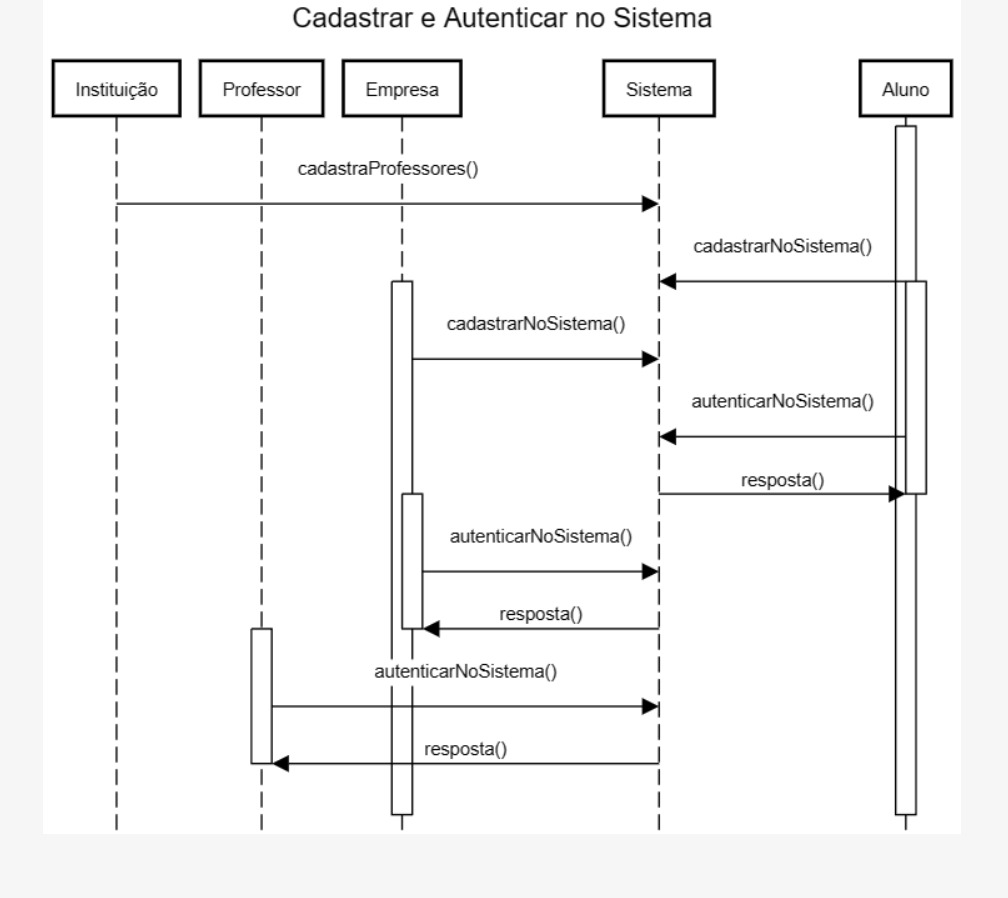 Cadastrar e Autenticar no Sistema
Instituição
Professor
Empresa
Sistema
Aluno
cadastraProfessores()
cadastrarNoSistema()
cadastrarNoSistema()
autenticarNoSistema()
resposta()
autenticarNoSistema()
resposta()
autenticarNoSistema()
resposta()